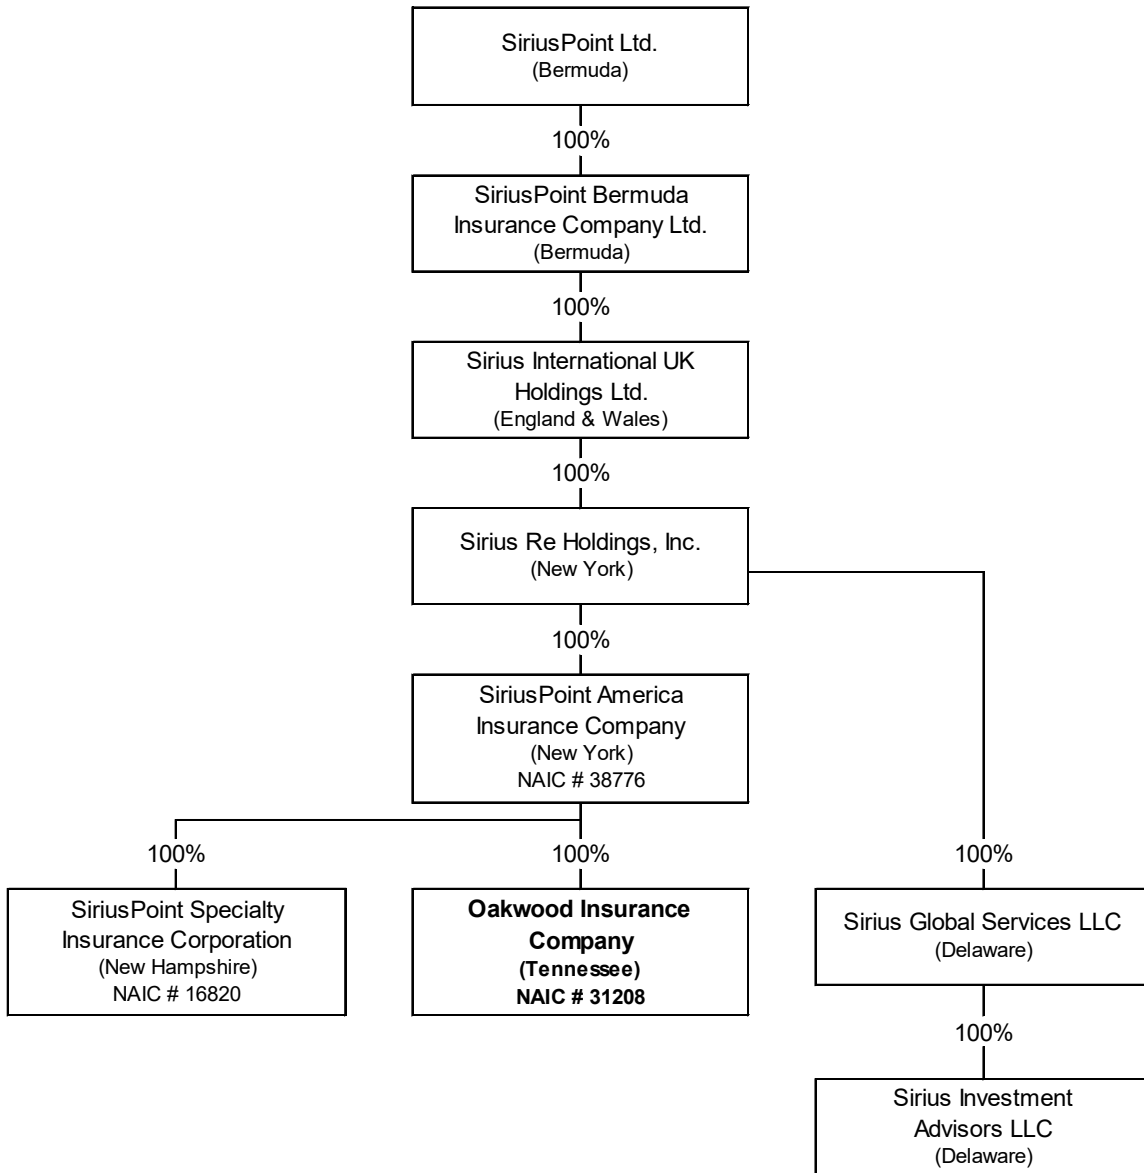 SiriusPoint Ltd.
(Bermuda)
100%
SiriusPoint Bermuda
Insurance Company Ltd.
(Bermuda)
100%
Sirius International UK
Holdings Ltd.
(England & Wales)
100%
Sirius Re Holdings, Inc.
(New York)
100%
SiriusPoint America
Insurance Company
(New York)
NAIC # 38776
100%
SiriusPoint Specialty
Insurance Corporation
(New Hampshire)
NAIC # 16820
100%
Oakwood Insurance
Company
(Tennessee)
NAIC # 31208
100%
Sirius Global Services LLC
(Delaware)
100%
Sirius Investment
Advisors LLC
(Delaware)